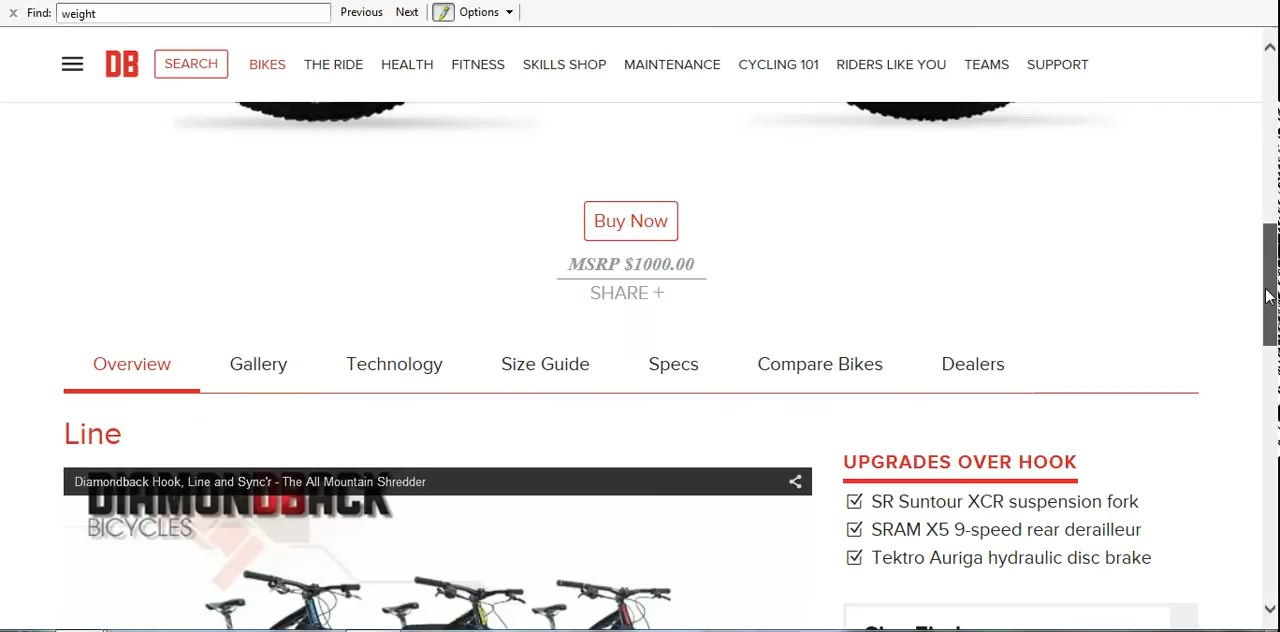 Find: weight Previous Next Options
DB SEARCH BIKES THE RIDE HEALTH FITNESS SKILLS SHOP MAINTENANCE CYCLING 101 RIDERS LIKE YOU TEAMS SUPPORT
Buy Now
MSRP $1000.00
SHARE +
Overview Gallery Technology Size Guide Specs Compare Bikes Dealers
Line
UPGRADES OVER HOOK
Diamondback Hook, Line and Sync'r - The All Mountain Shredder
DIAMONDBACK
BICYCLES
SR Suntour XCR suspension fork
SRAM X5 9-speed rear derailleur
Tektro Auriga hydraulic disc brake